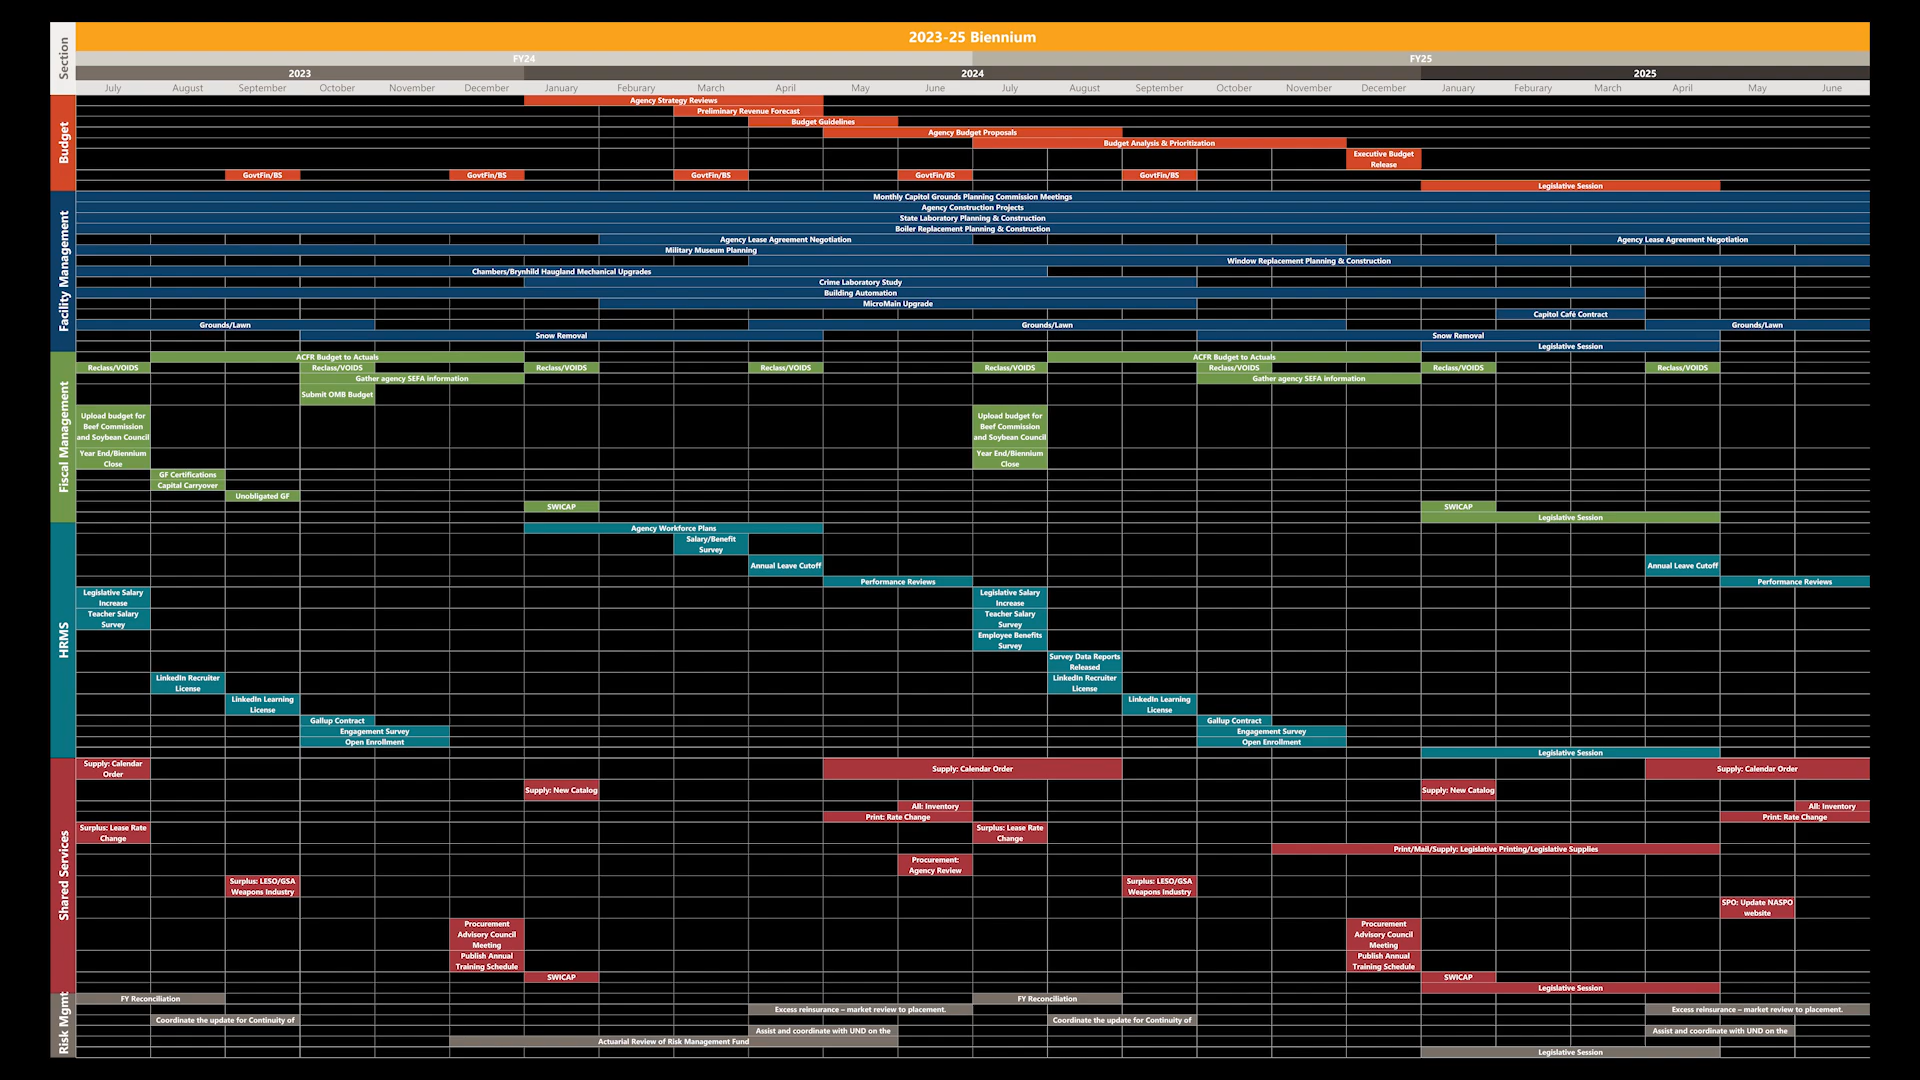 2023-25 Biennium
Section
FY24 FY25
2023 2024 2025
July August September October November December January Feburary March April May June July August September October November December January Feburary March April May June
Budget
Agency Strategy Reviews
Preliminary Revenue Forecast
Budget Guidelines
Agency Budget Proposals
Budget Analysis & Prioritization
Executive Budget
Release
GovtFin/BS GovtFin/BS GovtFin/BS GovtFin/BS GovtFin/BS
Legislative Session
Facility Management
Monthly Capitol Grounds Planning Commission Meetings
Agency Construction Projects
State Laboratory Planning & Construction
Boiler Replacement Planning & Construction
Agency Lease Agreement Negotiation Agency Lease Agreement Negotiation
Military Museum Planning
Window Replacement Planning & Construction
Chambers/Brynhild Haugland Mechanical Upgrades
Crime Laboratory Study
Building Automation
MicroMain Upgrade
Capitol Café Contract
Grounds/Lawn Grounds/Lawn Grounds/Lawn
Snow Removal Snow Removal
Legislative Session
Fiscal Management
ACFR Budget to Actuals ACFR Budget to Actuals
Reclass/VOIDS Reclass/VOIDS Reclass/VOIDS Reclass/VOIDS Reclass/VOIDS Reclass/VOIDS Reclass/VOIDS Reclass/VOIDS
Gather agency SEFA information Gather agency SEFA information
Submit OMB Budget
Upload budget for Upload budget for
Beef Commission Beef Commission
and Soybean Council and Soybean Council
Year End/Biennium Year End/Biennium
Close Close
GF Certifications
Capital Carryover
Unobligated GF
SWICAP SWICAP
Legislative Session
HRMS
Agency Workforce Plans
Salary/Benefit
Survey
Annual Leave Cutoff Annual Leave Cutoff
Performance Reviews Performance Reviews
Legislative Salary Legislative Salary
Increase Increase
Teacher Salary Teacher Salary
Survey Survey
Employee Benefits
Survey
Survey Data Reports
Released
LinkedIn Recruiter LinkedIn Recruiter
License License
LinkedIn Learning LinkedIn Learning
License License
Gallup Contract Gallup Contract
Engagement Survey Engagement Survey
Open Enrollment Open Enrollment
Legislative Session
Shared Services
Supply: Calendar
Order
Supply: Calendar Order Supply: Calendar Order
Supply: New Catalog Supply: New Catalog
All: Inventory All: Inventory
Print: Rate Change Print: Rate Change
Surplus: Lease Rate Surplus: Lease Rate
Change Change
Print/Mail/Supply: Legislative Printing/Legislative Supplies
Procurement:
Agency Review
Surplus: LESO/GSA Surplus: LESO/GSA
Weapons Industry Weapons Industry
SPO: Update NASPO
website
Procurement Procurement
Advisory Council Advisory Council
Meeting Meeting
Publish Annual Publish Annual
Training Schedule Training Schedule
SWICAP SWICAP
Legislative Session
Risk Mgmt
FY Reconciliation FY Reconciliation
Excess reinsurance – market review to placement. Excess reinsurance – market review to placement.
Coordinate the update for Continuity of Coordinate the update for Continuity of
Assist and coordinate with UND on the Assist and coordinate with UND on the
Actuarial Review of Risk Management Fund
Legislative Session